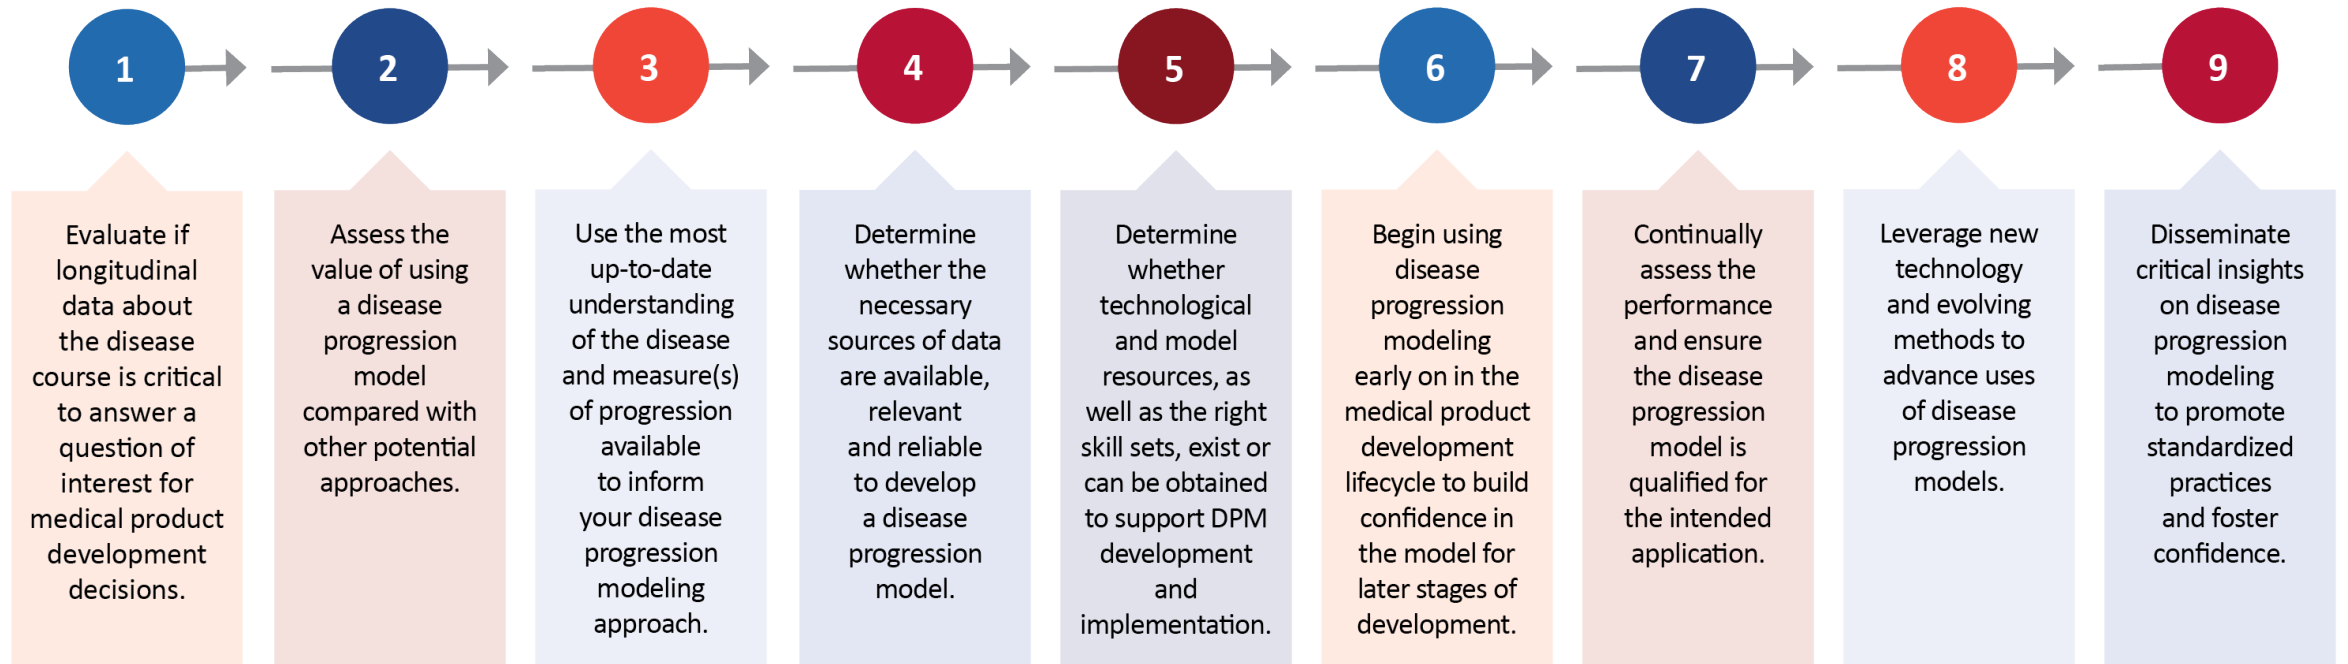 1
2
3
4
5
6
7
8
9
Evaluate if
longitudinal
data about
the disease
course is critical
to answer a
question of
interest for
medical product
development
decisions.
Assess the
value of using
a disease
progression
model
compared with
other potential
approaches.
Use the most
up-to-date
understanding
of the disease
and measure(s)
of progression
available
to inform
your disease
progression
modeling
approach.
Determine
whether the
necessary
sources of data
are available,
relevant
and reliable
to develop
a disease
progression
model.
Determine
whether
technological
and model
resources, as
well as the right
skill sets, exist or
can be obtained
to support DPM
development
and
implementation.
Begin using
disease
progression
modeling
early on in the
medical product
development
lifecycle to build
confidence in
the model for
later stages of
development.
Continually
assess the
performance
and ensure
the disease
progression
model is
qualified for
the intended
application.
Leverage new
technology
and evolving
methods to
advance uses
of disease
progression
models.
Disseminate
critical insights
on disease
progression
modeling
to promote
standardized
practices
and foster
confidence.